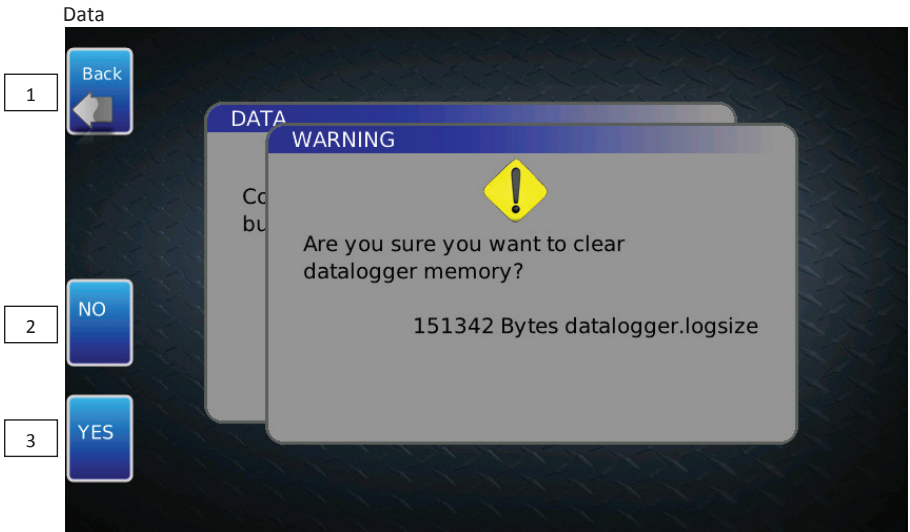 Data
1
Back
DATA
WARNING
Co
bu
Are you sure you want to clear
datalogger memory?
151342 Bytes datalogger.logsize
2
NO
3
YES